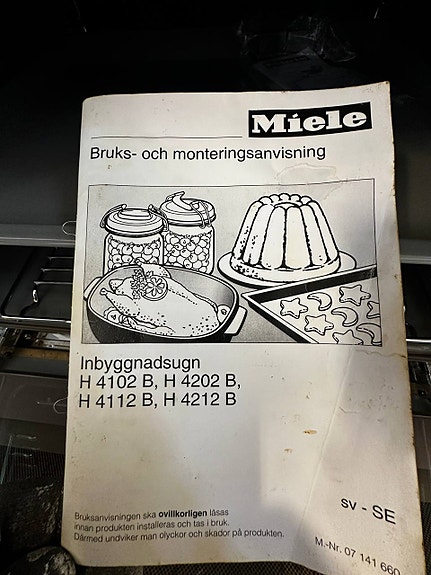 Miele
Bruks- och monteringsanvisning
Inbyggnadsugn
H 4102 B, H 4202 B,
H 4112 B, H 4212 B
Bruksanvisningen ska ovillkorligen låsas
innan produkten installeras och tas i bruk.
Därmed undviker man olyckor och skador på produkten.
sv - SE
M.-Nr. 07 141 660